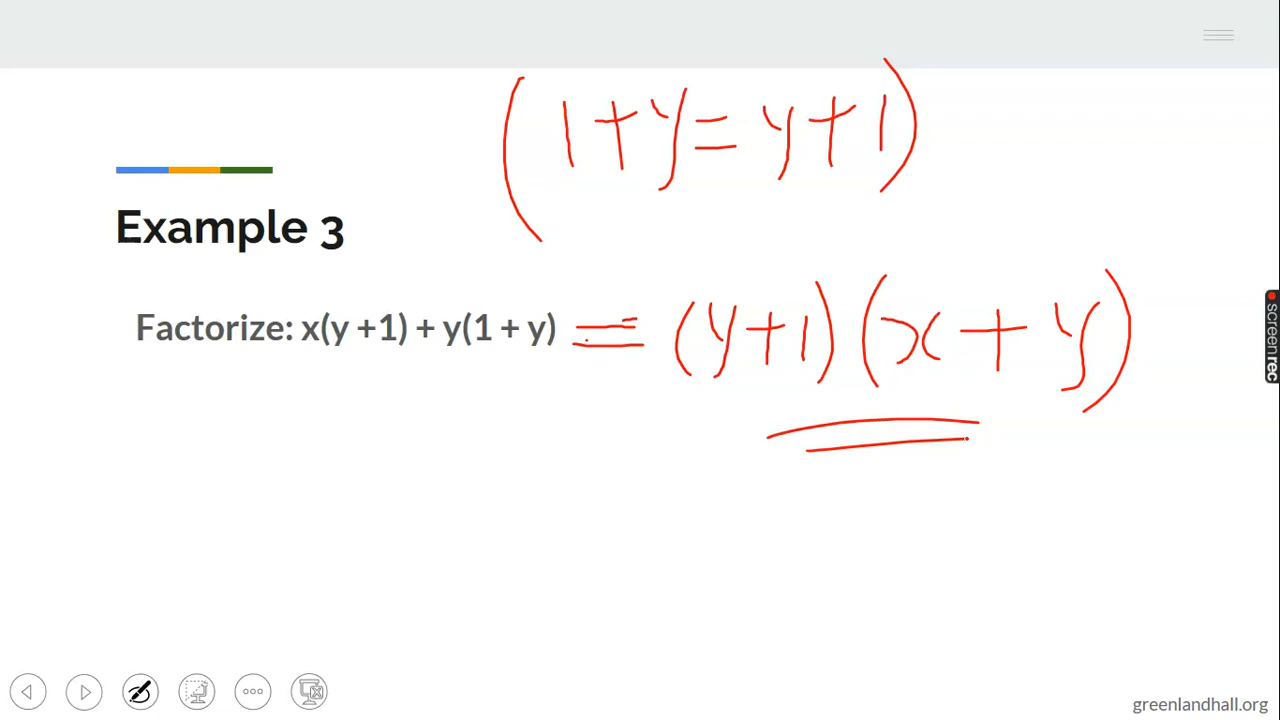 (1+y=y+1)
Example 3
Factorize: x(y +1) + y(1 + y) = (y+1)(x+y)
SCREENREC
greenlandhall.org